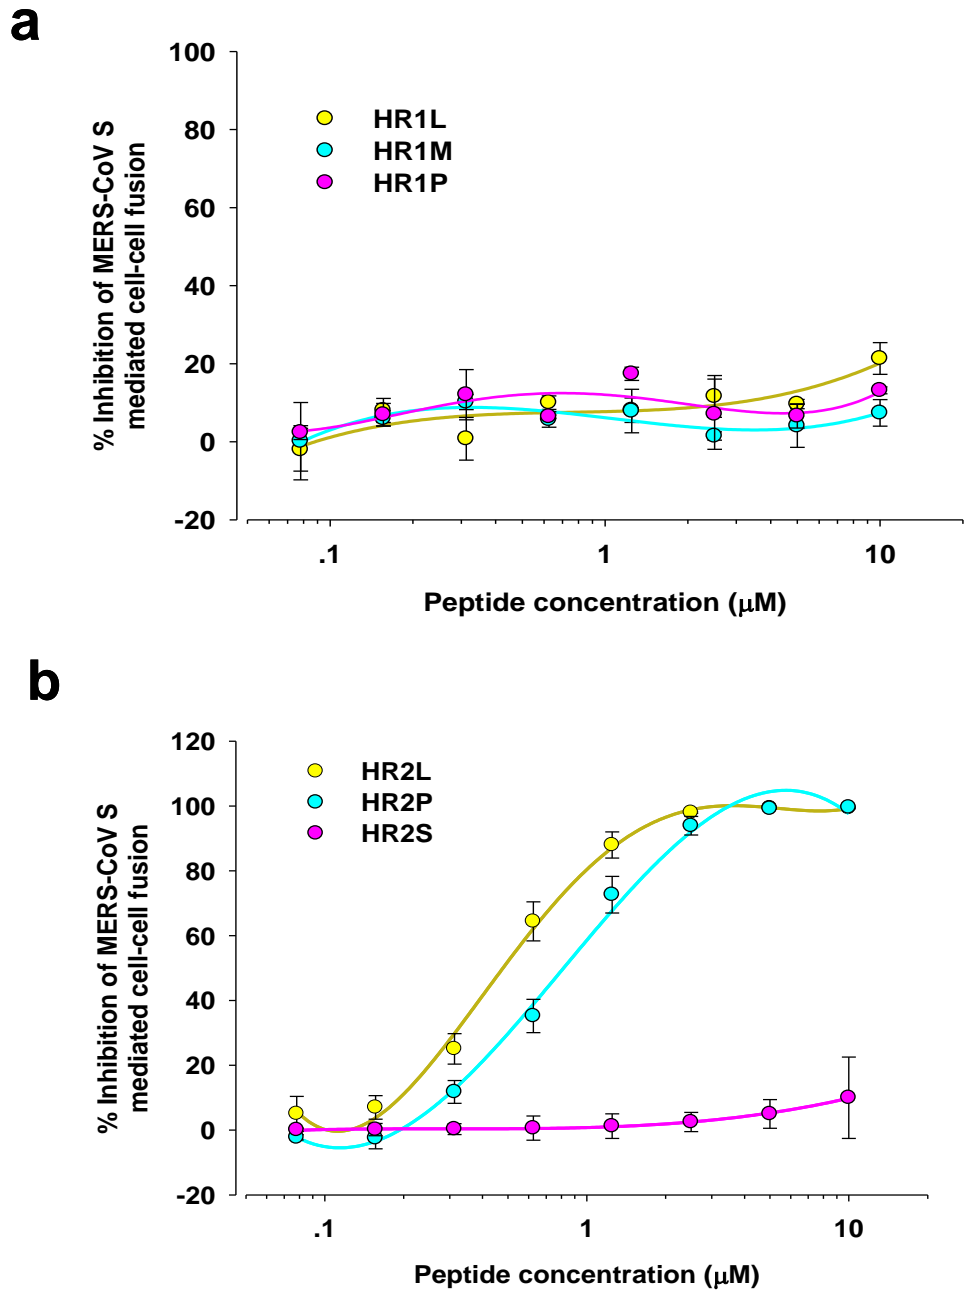 a
% Inhibition of MERS-CoV S
mediated cell-cell fusion
100
80
60
40
20
0
-20
HR1L
HR1M
HR1P
.1
1
10
Peptide concentration (μM)
b
% Inhibition of MERS-CoV S
mediated cell-cell fusion
120
100
80
60
40
20
0
-20
HR2L
HR2P
HR2S
.1
1
10
Peptide concentration (μM)